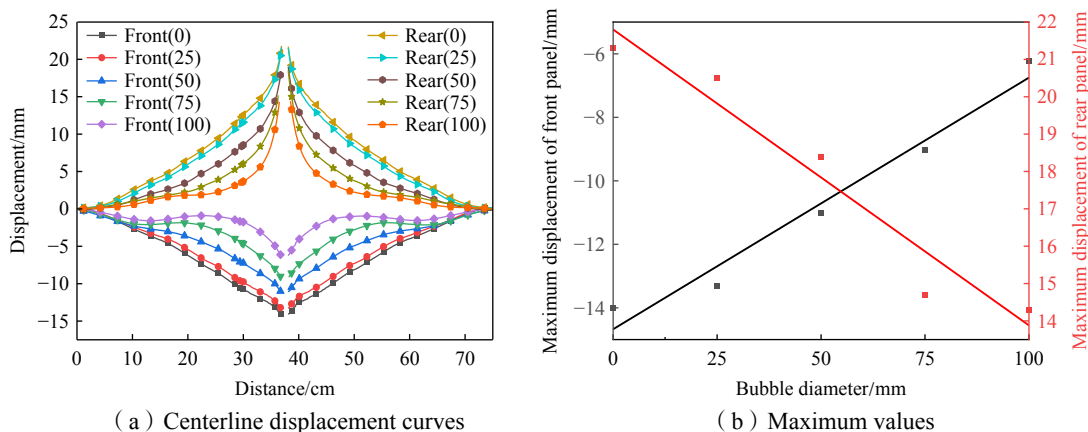 25
20
15
10
5
0
−5
−10
−15
Displacement/mm
Front(0)
Front(25)
Front(50)
Front(75)
Front(100)
Rear(0)
Rear(25)
Rear(50)
Rear(75)
Rear(100)
0 10 20 30 40 50 60 70
Distance/cm
(a) Centerline displacement curves
Maximum displacement of front panel/mm
−6
−8
−10
−12
−14
0 25 50 75 100
Bubble diameter/mm
22
21
20
19
18
17
16
15
14
Maximum displacement of rear panel/mm
(b) Maximum values